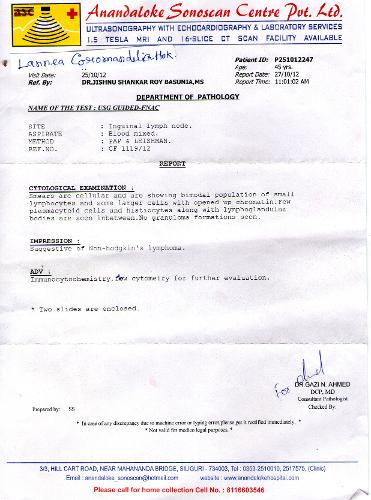 asc
Anandaloke Sonoscan Centre Pvt. Ltd.
ULTRASONOGRAPHY WITH ECHOCARDIOGRAPHY & LABORATORY SERVICES
1.5 TESLA MRI AND 16-SLICE CT SCAN FACILITY AVAILABLE
Lannea
Patient ID: P251012247
Age: 45 yrs.
Visit Date: 25/10/12
Report Date: 27/10/12
Ref. By: DR.JISHNU SHANKAR ROY BASUNIA,MS
Report Time: 11:01:02 AM
DEPARTMENT OF PATHOLOGY
NAME OF THE TEST : USG GUIDED-FNAC
SITE : Inguinal lymph node.
ASPIRATE : Blood mixed.
METHOD : PAP & LEISHMAN.
REF.NO. : CF 1119/12
REPORT
CYTOLOGICAL EXAMINATION :
Smears are cellular and are showing bimodal population of small
lymphocytes and some larger cells with opened up chromatin.Few
plasmacytoid cells and histiocytes along with lymphoglandular
bodies are seen inbetween.No granuloma formations seen.
IMPRESSION :
Suggestive of Non-hodgkin's lymphoma.
ADV :
Immunocytochemistry, flow cytometry for further evaluation.
* Two slides are enclosed.
DR.GAZI N. AHMED
DCP, MD
Consultant Pathologist
Prepared by: SS
Checked By:
* In case of any discrepancy due to machine error or typing error please get it rectified immediately. *
* Not valid for medico legal purposes. *
3/3, HILL CART ROAD, NEAR MAHANANDA BRIDGE, SILIGURI - 734003, Tel : 0353-2510010, 2517575, (Clinic)
Email : anandaloke_sonoscan@hotmail.com website : www.anandalokehospital.com
Please call for home collection Cell No. : 8116603546